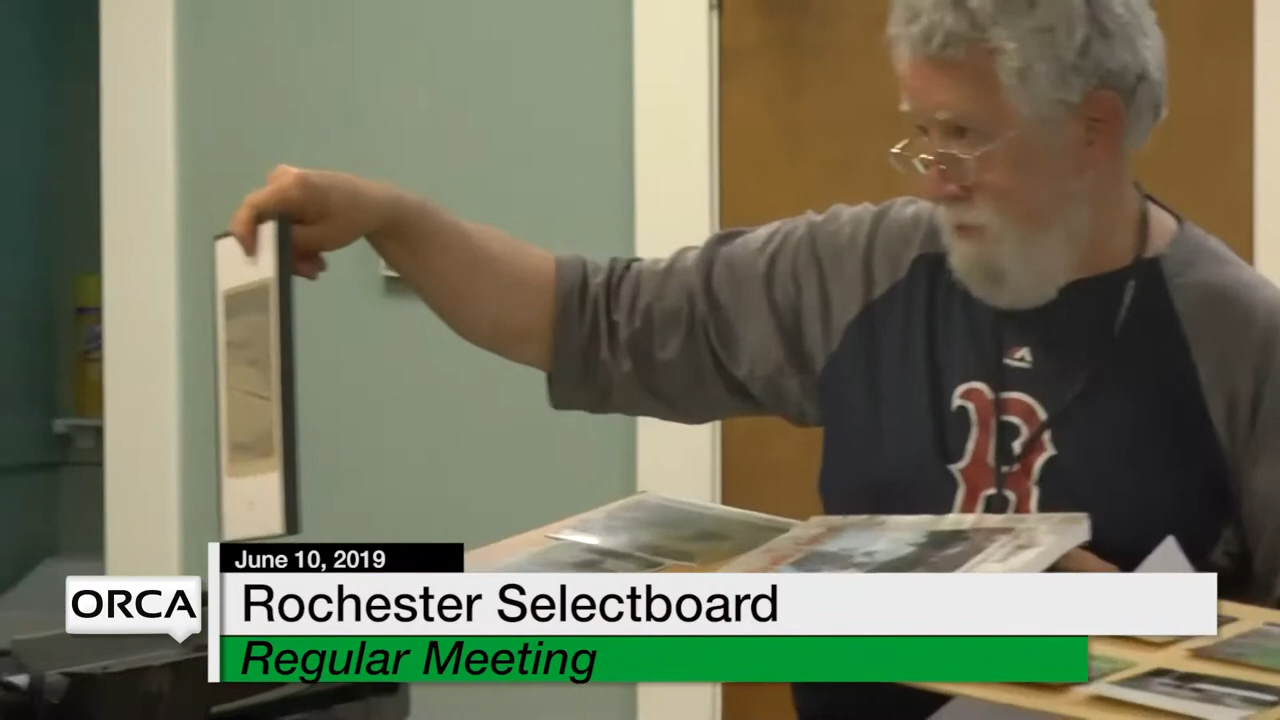 June 10, 2019
ORCA
Rochester Selectboard
Regular Meeting
B